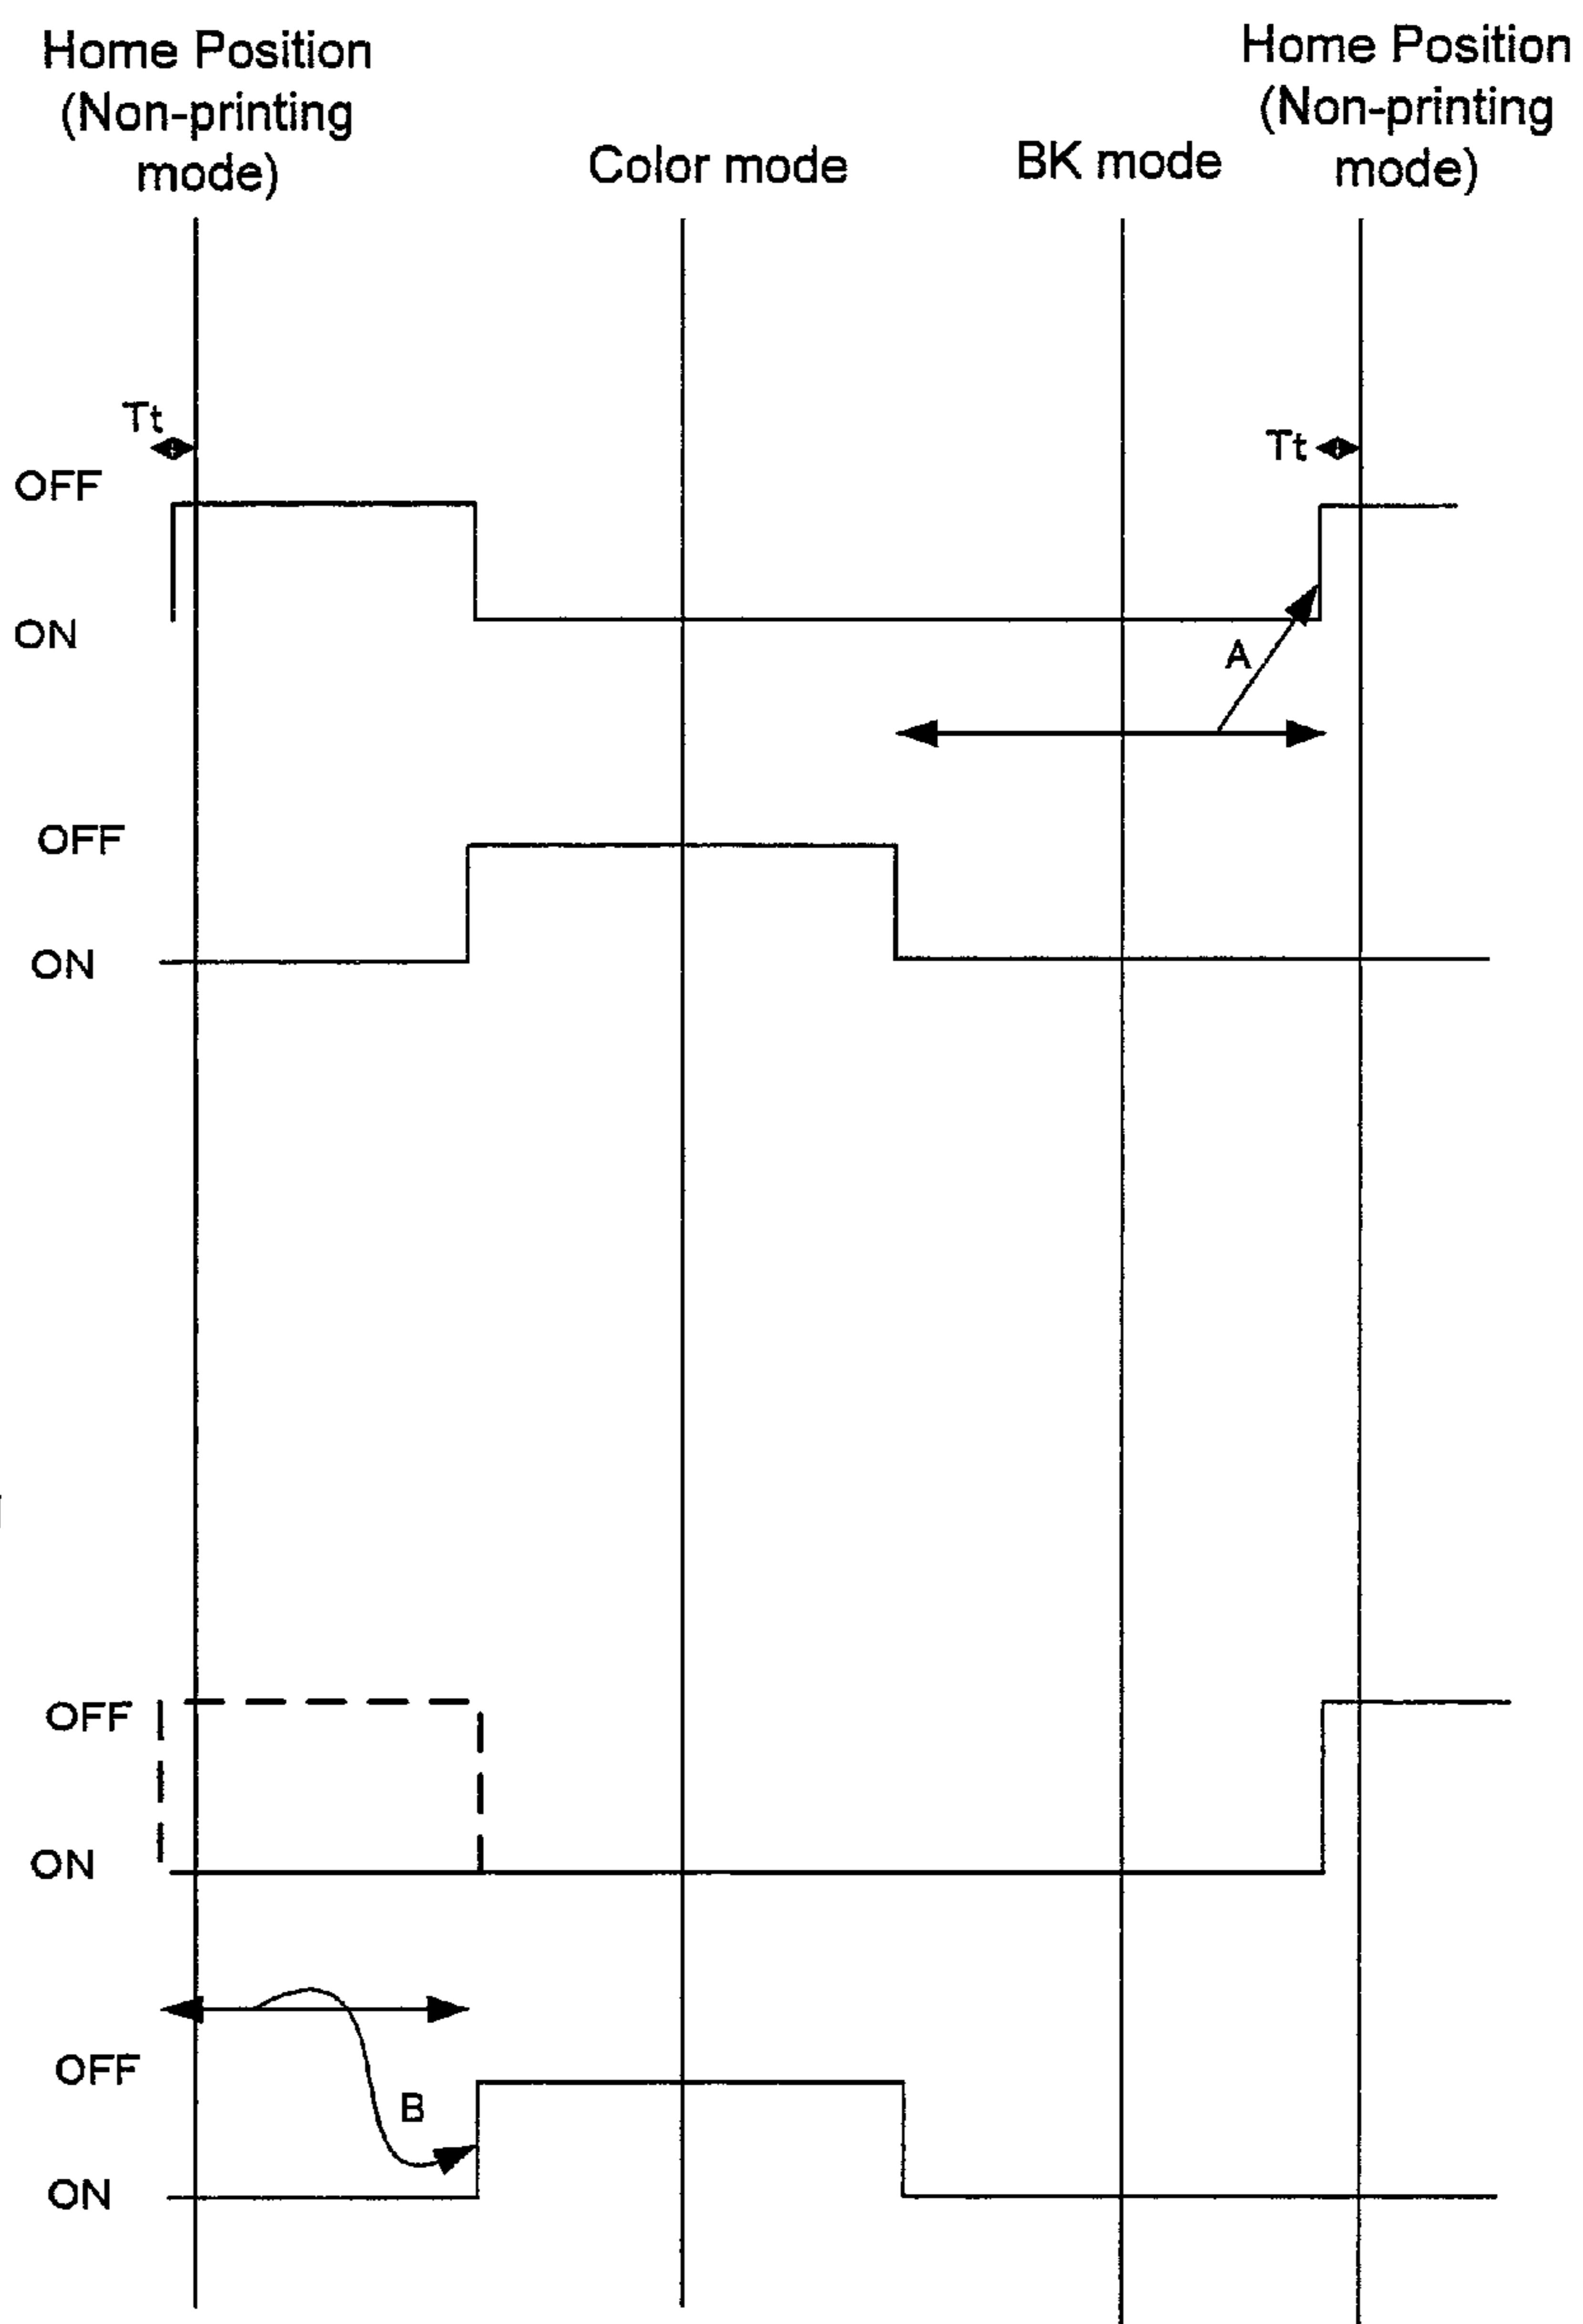 Home Position
(Non-printing
mode)
Color mode
BK mode
Home Position
(Non-printing
mode)
Tt
Tt
OFF
ON
A
OFF
ON
OFF
ON
OFF
B
ON